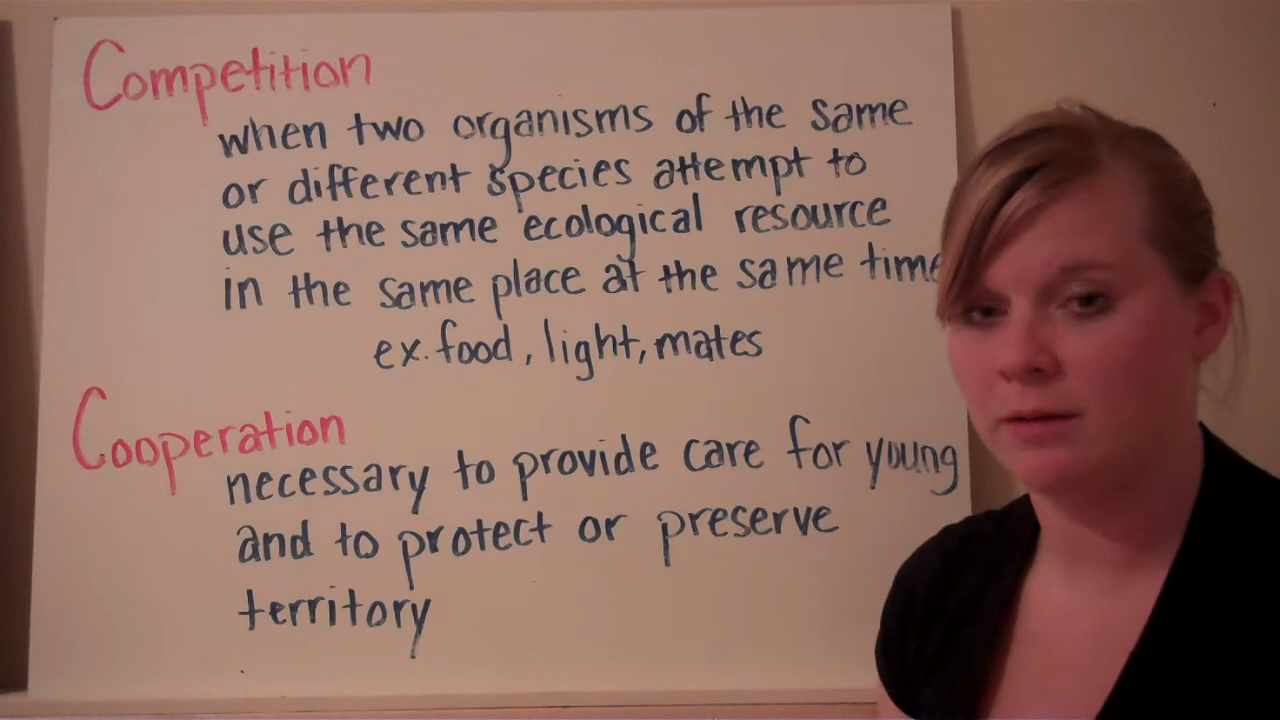 Competition
when two organisms of the same
or different species attempt to
use the same ecological resource
in the same place at the same time
ex. food, light, mates
Cooperation
necessary to provide care for young
and to protect or preserve
territory